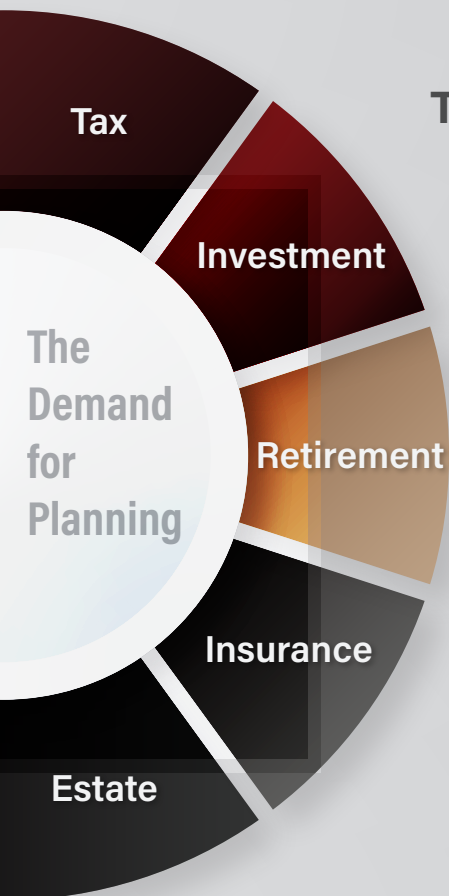 Tax
Investment
The
Demand
for
Planning
Retirement
Insurance
Estate